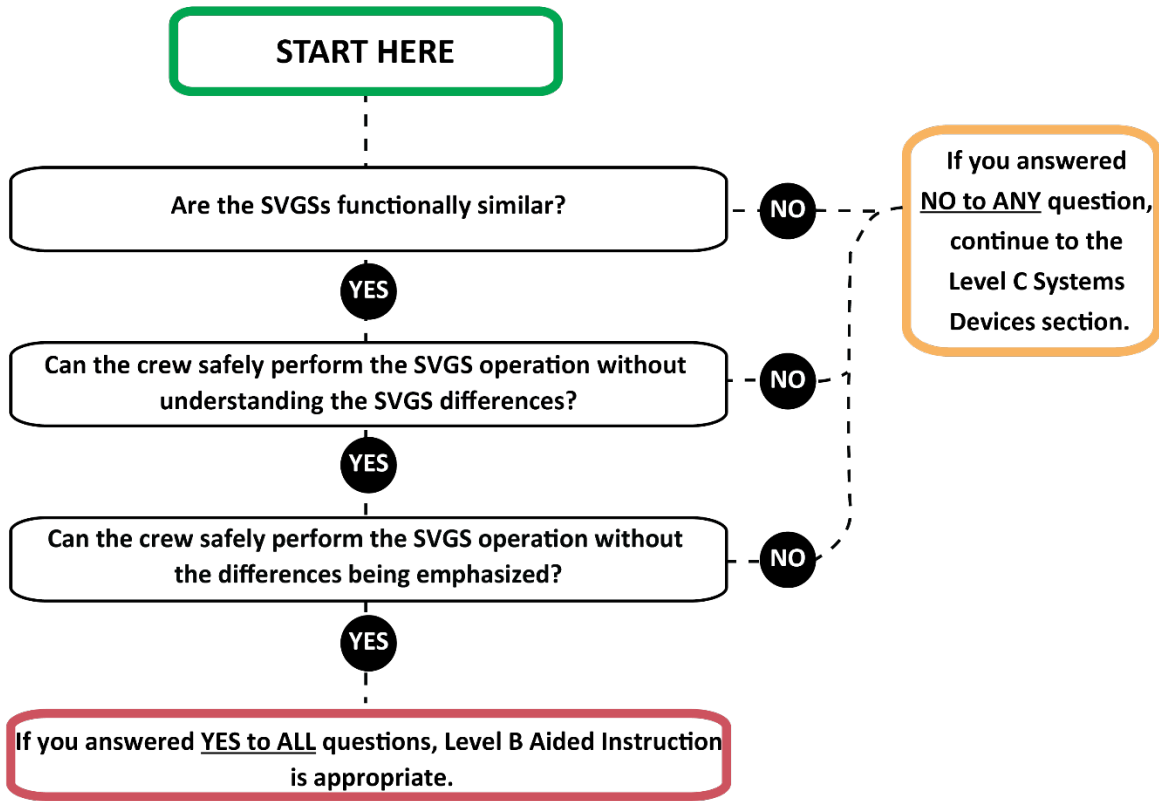 START HERE
Are the SVGSs functionally similar?
NO
If you answered
NO to ANY question,
continue to the
Level C Systems
Devices section.
YES
Can the crew safely perform the SVGS operation without
understanding the SVGS differences?
NO
YES
Can the crew safely perform the SVGS operation without
the differences being emphasized?
NO
YES
If you answered YES to ALL questions, Level B Aided Instruction
is appropriate.